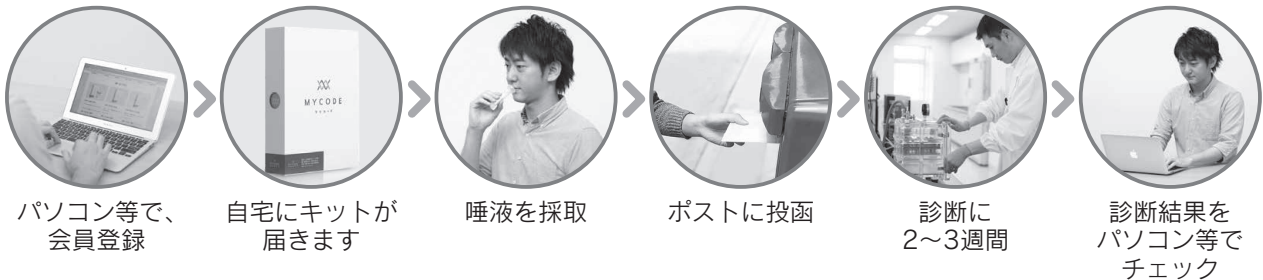 MYCODE
パソコン等で、
会員登録
自宅にキットが
届きます
唾液を採取
ポストに投函
診断に
2〜3週間
診断結果を
パソコン等で
チェック